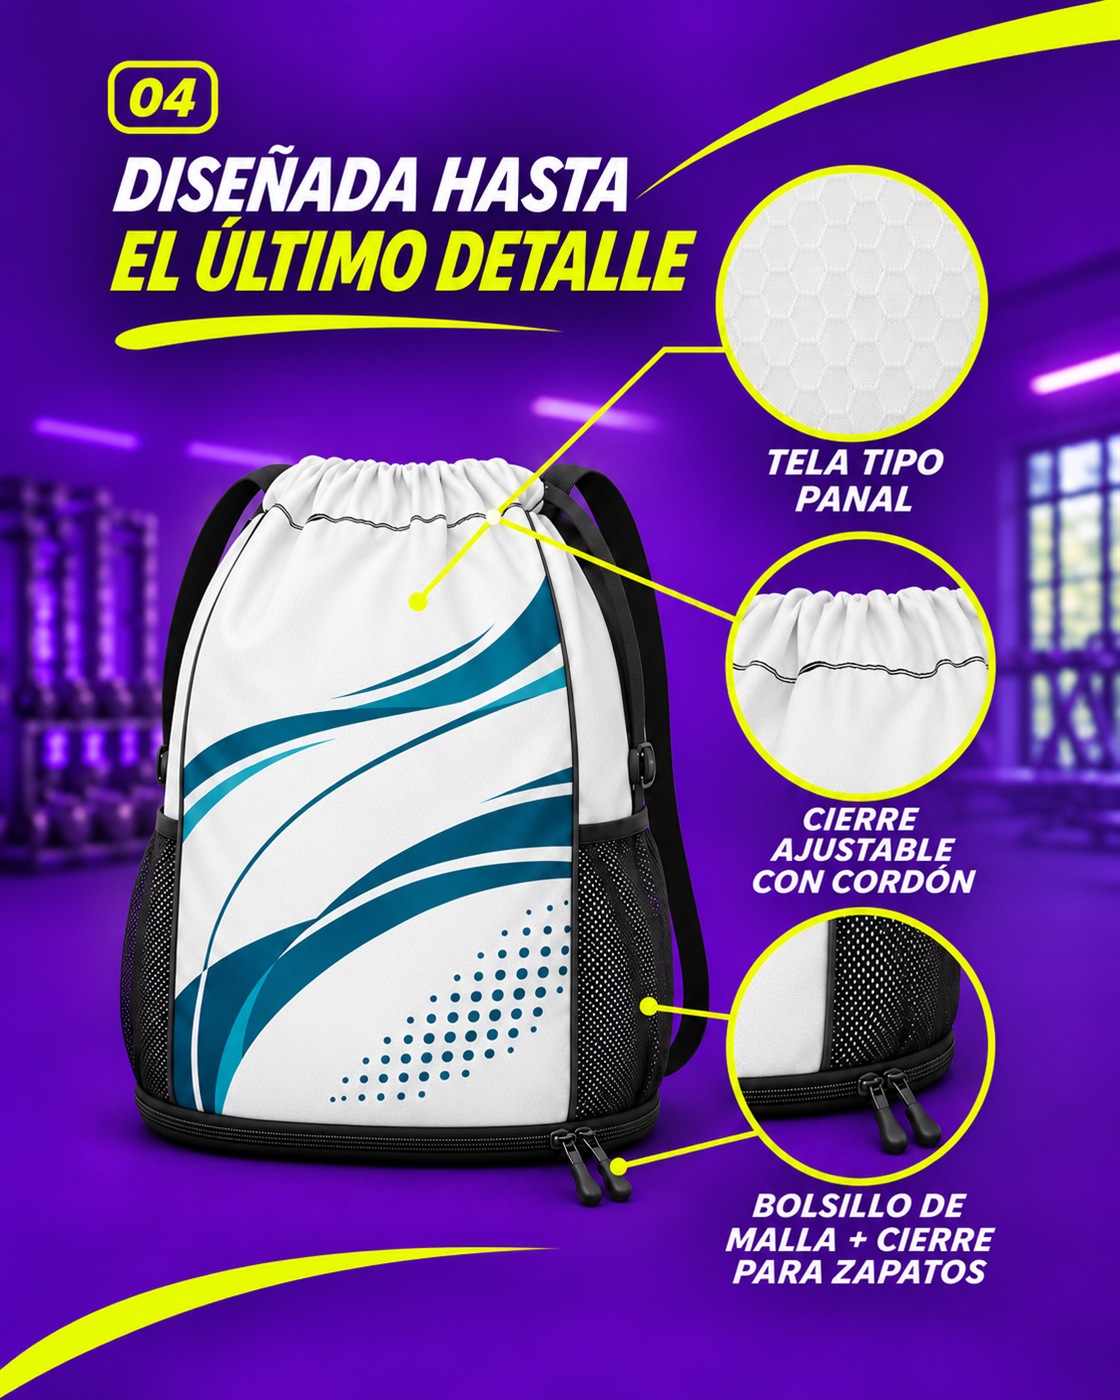 04
DISEÑADA HASTA
EL ÚLTIMO DETALLE
TELA TIPO
PANAL
CIERRE
AJUSTABLE
CON CORDÓN
BOLSILLO DE
MALLA + CIERRE
PARA ZAPATOS